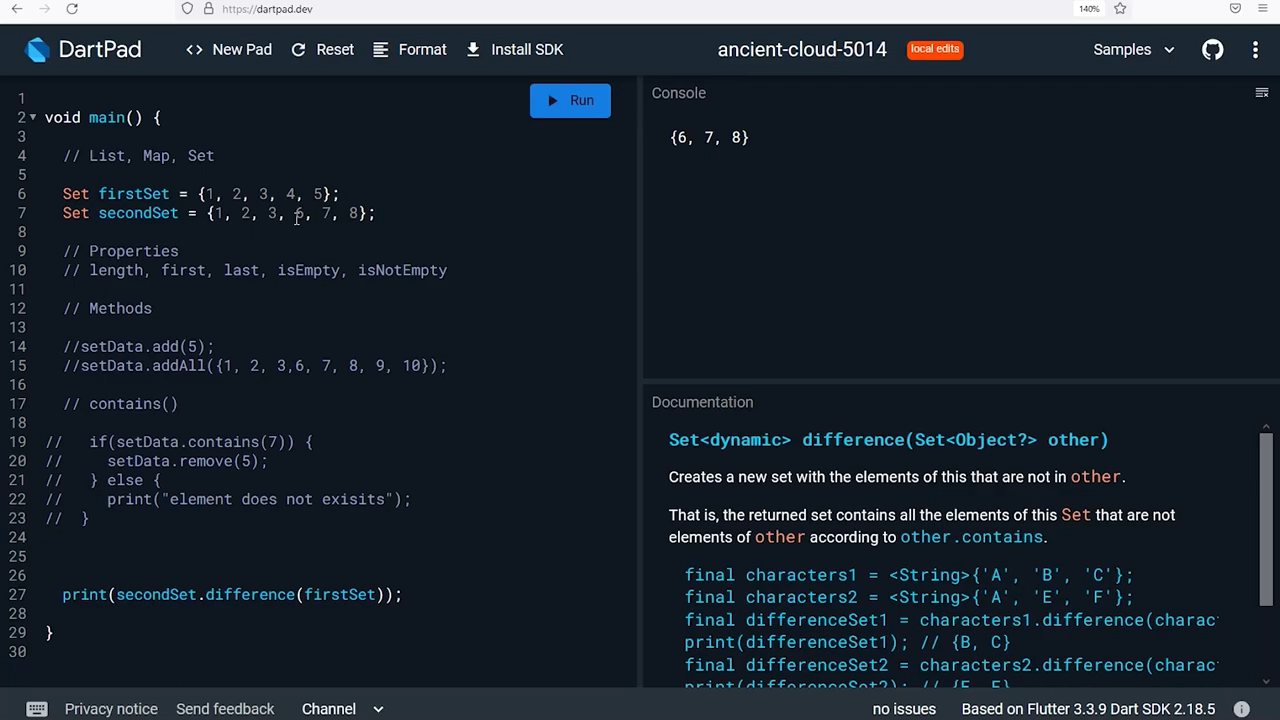 https://dartpad.dev
140%
DartPad
<> New Pad
Reset
Format
Install SDK
ancient-cloud-5014
local edits
Samples
1
2 void main() {
3
4 // List, Map, Set
5
6 Set firstSet = {1, 2, 3, 4, 5};
7 Set secondSet = {1, 2, 3, 6, 7, 8};
8
9 // Properties
10 // length, first, last, isEmpty, isNotEmpty
11
12 // Methods
13
14 //setData.add(5);
15 //setData.addAll({1, 2, 3,6, 7, 8, 9, 10});
16
17 // contains()
18
19 // if(setData.contains(7)) {
20 // setData.remove(5);
21 // } else {
22 // print("element does not exisits");
23 // }
24
25
26
27 print(secondSet.difference(firstSet));
28
29 }
30
Run
Console
{6, 7, 8}
Documentation
Set<dynamic> difference(Set<Object?> other)
Creates a new set with the elements of this that are not in other.
That is, the returned set contains all the elements of this Set that are not
elements of other according to other.contains.
final characters1 = <String>{'A', 'B', 'C'};
final characters2 = <String>{'A', 'E', 'F'};
final differenceSet1 = characters1.difference(charac
print(differenceSet1); // {B, C}
final differenceSet2 = characters2.difference(charac
print(differenceSet2); // {E, F}
Privacy notice
Send feedback
Channel
no issues
Based on Flutter 3.3.9 Dart SDK 2.18.5